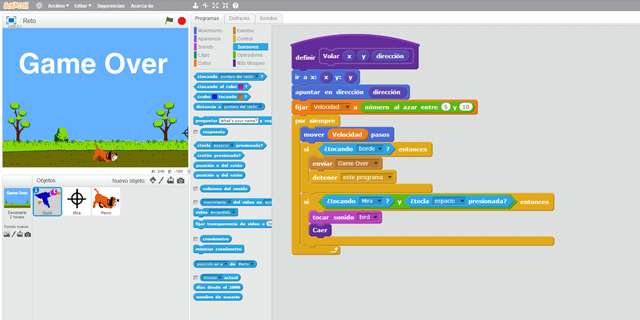 SCRATCH
Archivo Editar Sugerencias Acerca de
Reto
Programas Disfraces Sonidos
Game Over
Movimiento Eventos
Apariencia Control
Sonido Sensores
Lápiz Operadores
Datos Más Bloques
¿tocando puntero del ratón ?
¿tocando el color ?
¿color tocando ?
distancia a puntero del ratón
preguntar What's your name? y esp
respuesta
¿tecla espacio presionada?
¿ratón presionado?
posición x del ratón
posición y del ratón
volumen del sonido
movimiento del video en
video encendido
fijar transparencia de video a
cronómetro
reiniciar cronómetro
posición en x de Perro
minuto actual
días desde el 2000
nombre de usuario
definir Volar x y dirección
ir a x: x y: y
apuntar en dirección dirección
fijar Velocidad a número al azar entre 5 y 10
por siempre
mover Velocidad pasos
si ¿tocando borde ? entonces
enviar Game Over
detener este programa
si ¿tocando Mira ? y ¿tecla espacio presionada? entonces
tocar sonido bird
Caer
x: 240 y: -180
Objetos Nuevo objeto:
Game Over
Escenario
2 fondos
Fondo nuevo:
Mira
Perro